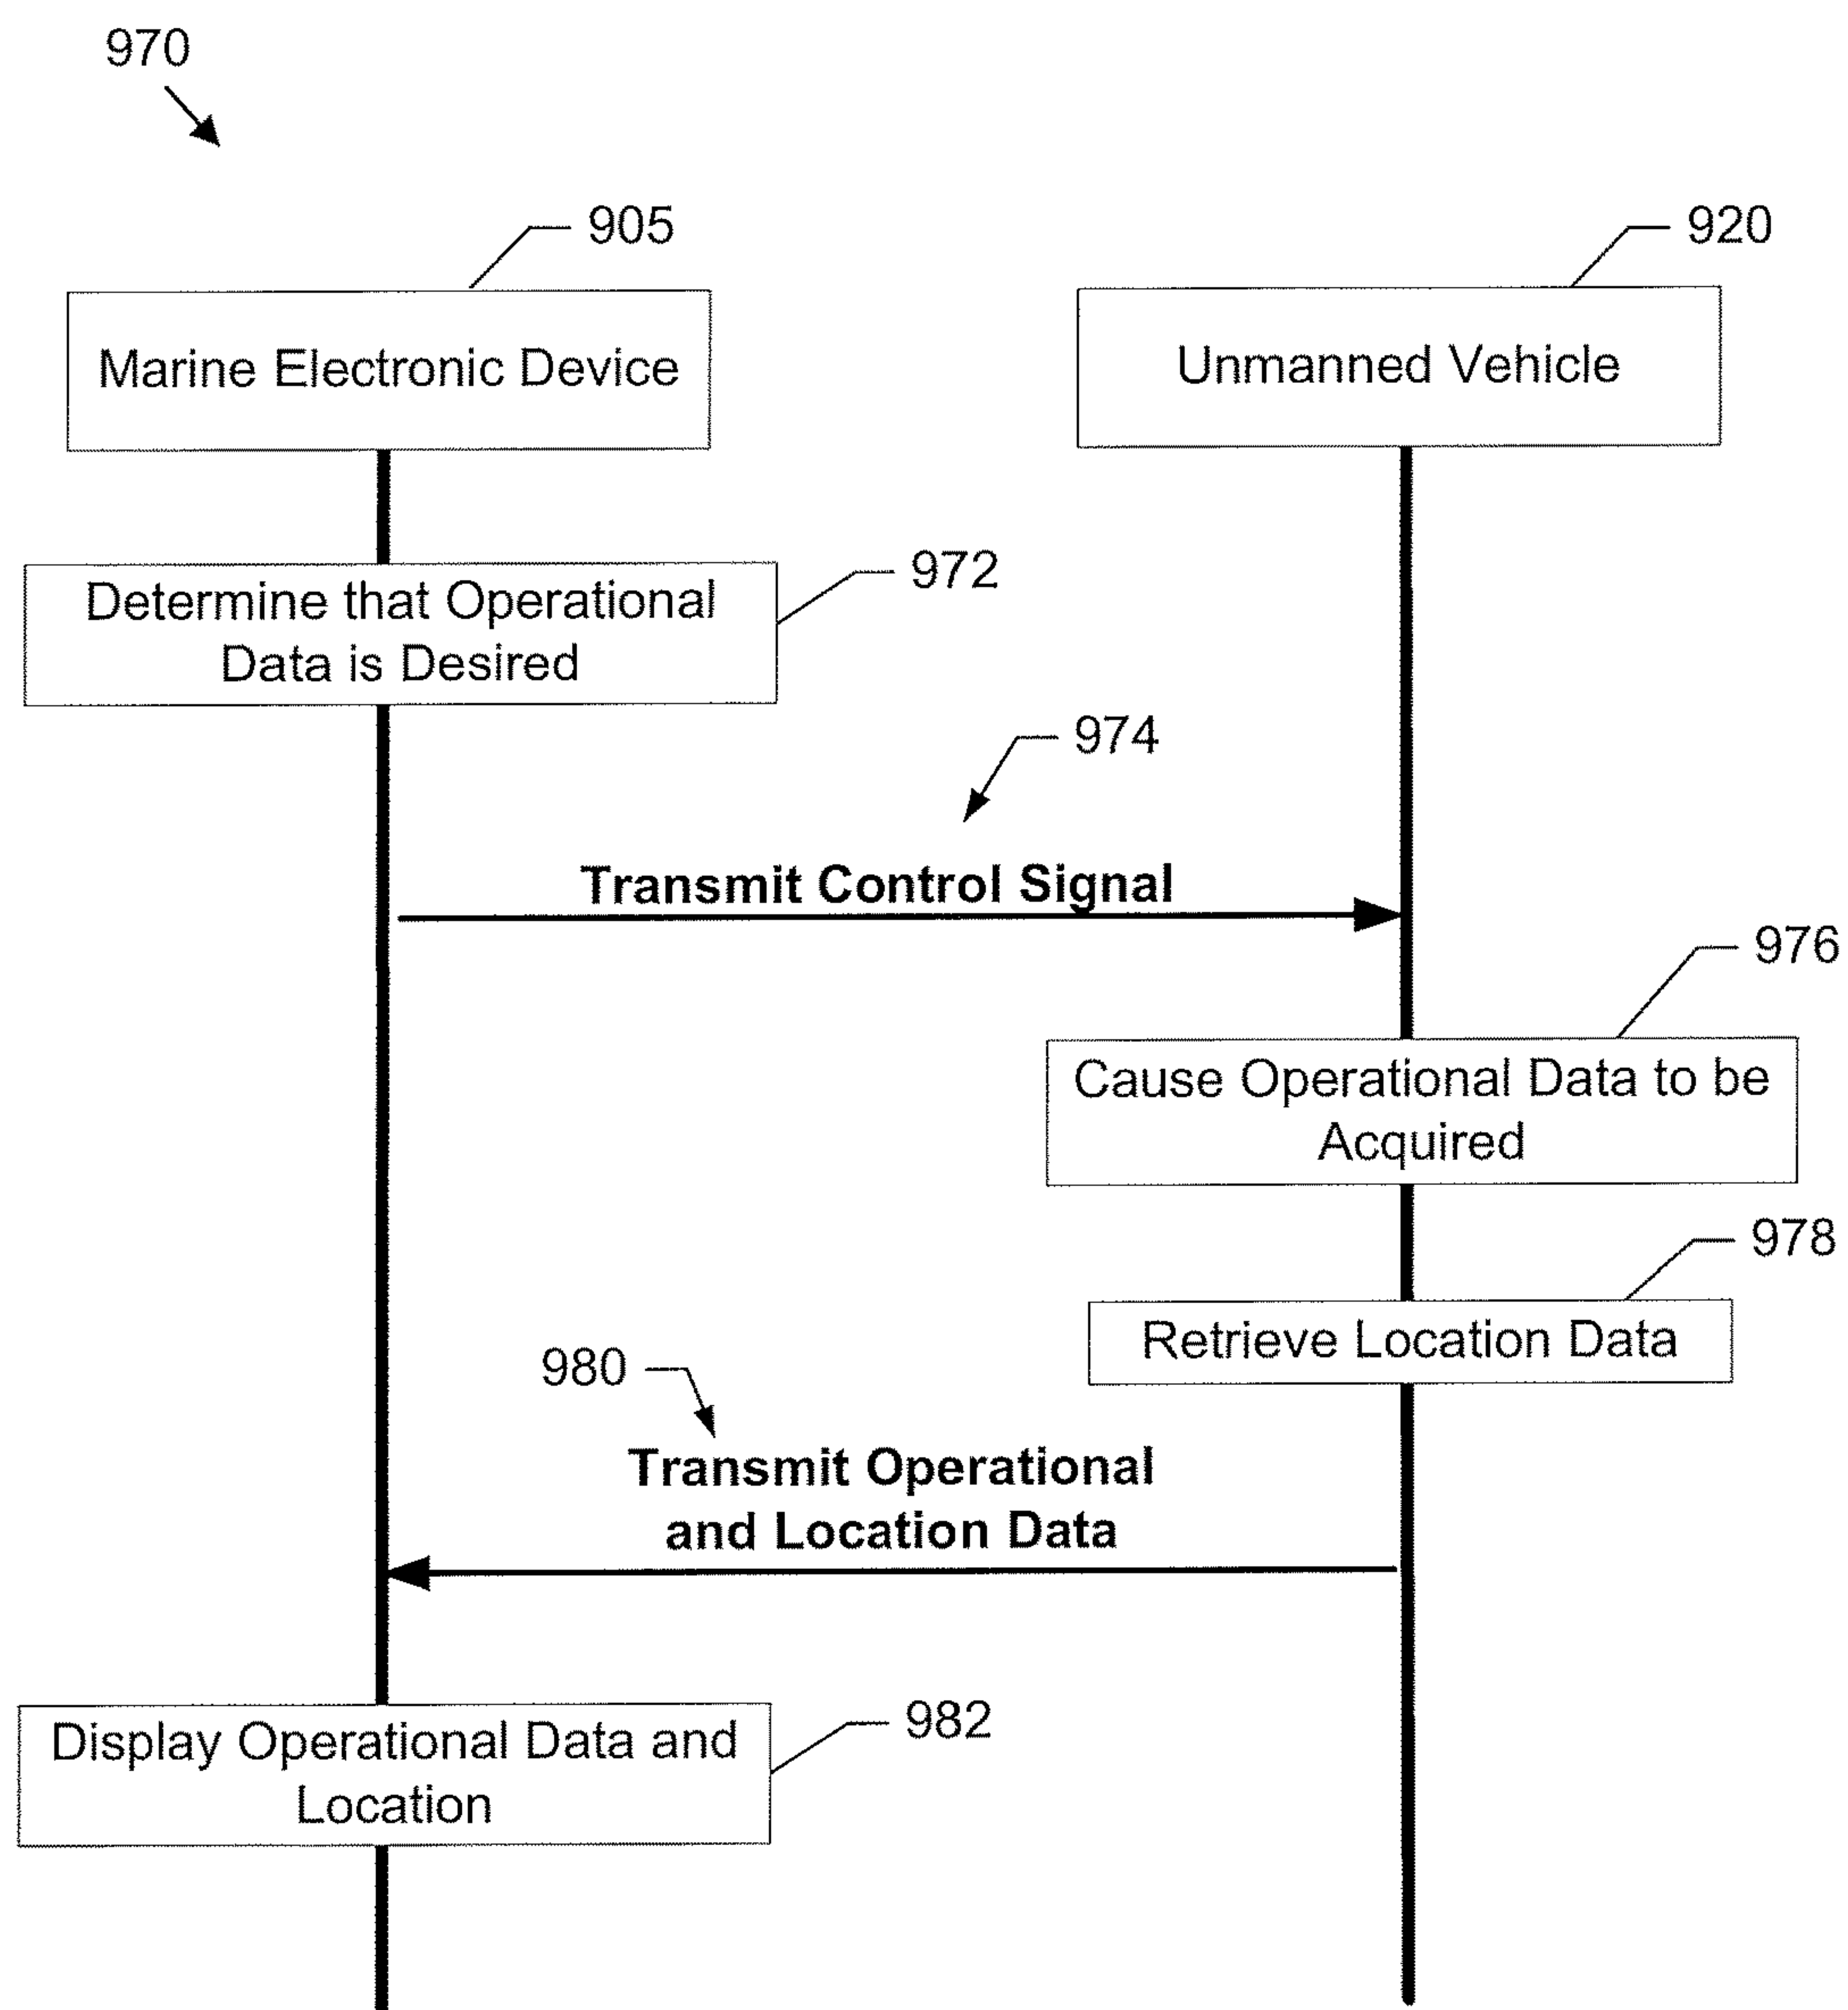 970
905
920
Marine Electronic Device
Unmanned Vehicle
972
Determine that Operational
Data is Desired
974
Transmit Control Signal
976
Cause Operational Data to be
Acquired
978
Retrieve Location Data
980
Transmit Operational
and Location Data
982
Display Operational Data and
Location